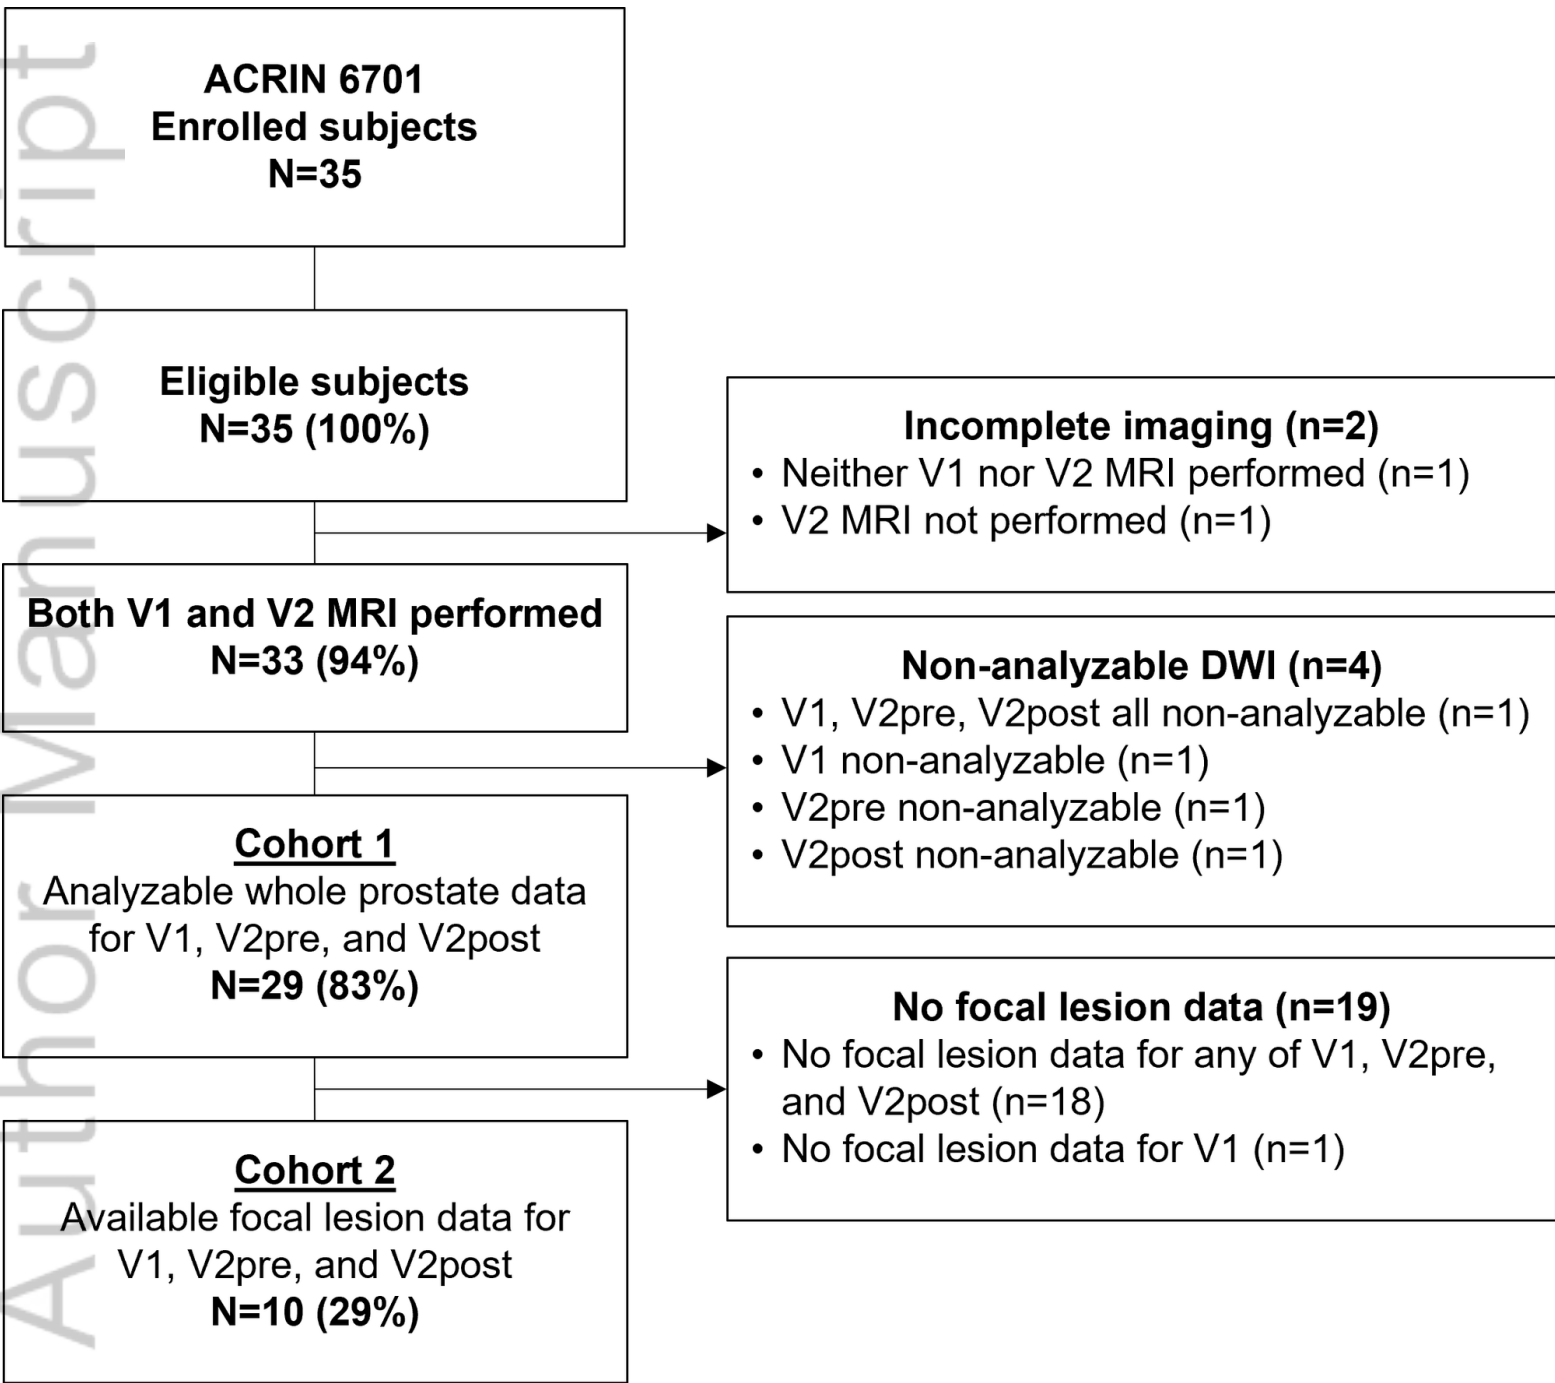 ACRIN 6701
Enrolled subjects
N=35
Eligible subjects
N=35 (100%)
Incomplete imaging (n=2)
• Neither V1 nor V2 MRI performed (n=1)
• V2 MRI not performed (n=1)
Both V1 and V2 MRI performed
N=33 (94%)
Non-analyzable DWI (n=4)
• V1, V2pre, V2post all non-analyzable (n=1)
• V1 non-analyzable (n=1)
• V2pre non-analyzable (n=1)
• V2post non-analyzable (n=1)
Cohort 1
Analyzable whole prostate data
for V1, V2pre, and V2post
N=29 (83%)
No focal lesion data (n=19)
• No focal lesion data for any of V1, V2pre,
and V2post (n=18)
• No focal lesion data for V1 (n=1)
Cohort 2
Available focal lesion data for
V1, V2pre, and V2post
N=10 (29%)
Author Manuscript